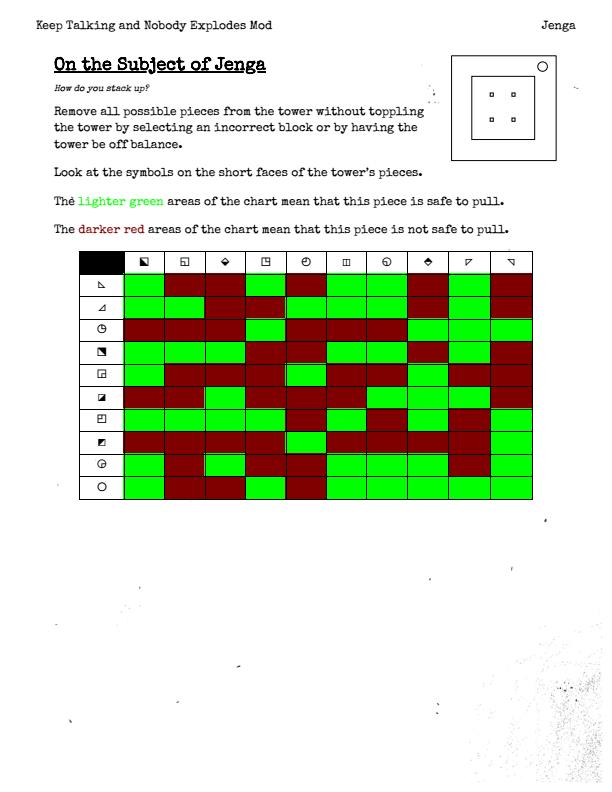 Keep Talking and Nobody Explodes Mod
Jenga
On the Subject of Jenga
How do you stack up?
Remove all possible pieces from the tower without toppling
the tower by selecting an incorrect block or by having the
tower be off balance.
Look at the symbols on the short faces of the tower's pieces.
The lighter green areas of the chart mean that this piece is safe to pull.
The darker red areas of the chart mean that this piece is not safe to pull.